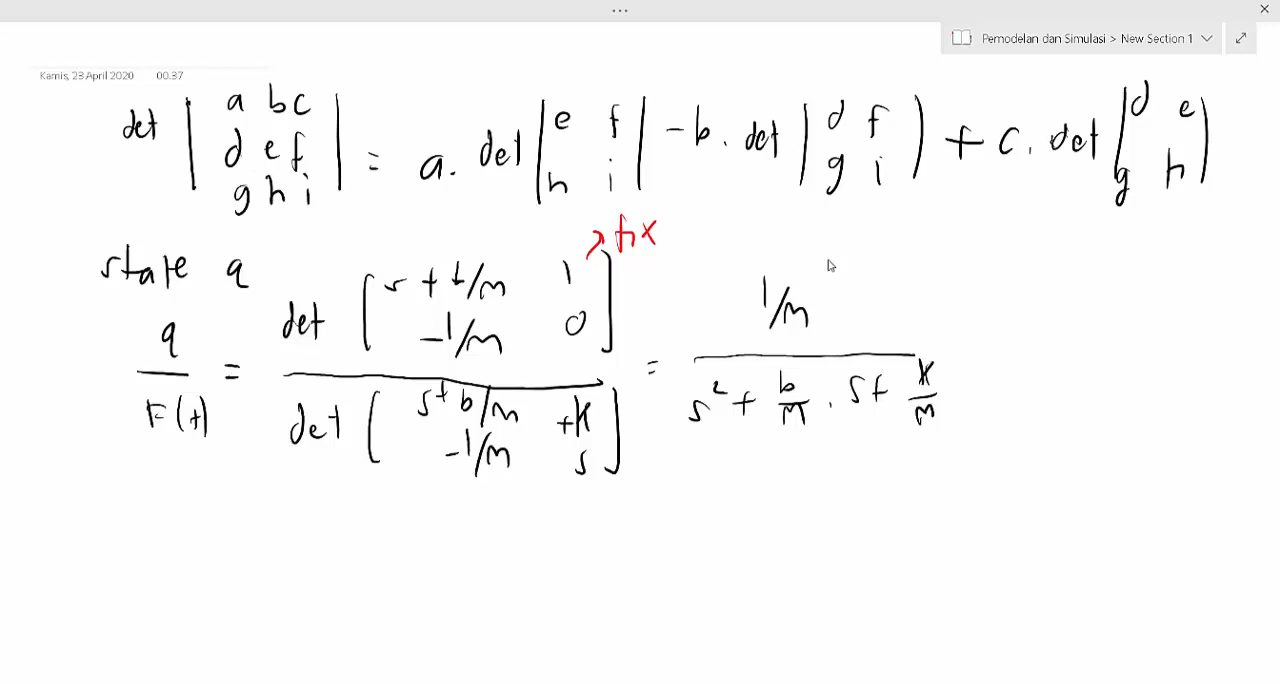 Pemodelan dan Simulasi > New Section 1
Kamis, 23 April 2020 00.37
det | a b c | = a. det | e f | - b. det | d f | + c. det | d e |
| d e f | | h i | | g i | | g h |
| g h i |
fix
state q
q / F(t) = det [ s + b/m 1 ; -1/m 0 ] / det [ s + b/m +k ; -1/m s ] = 1/m / s² + b/m . s + k/m